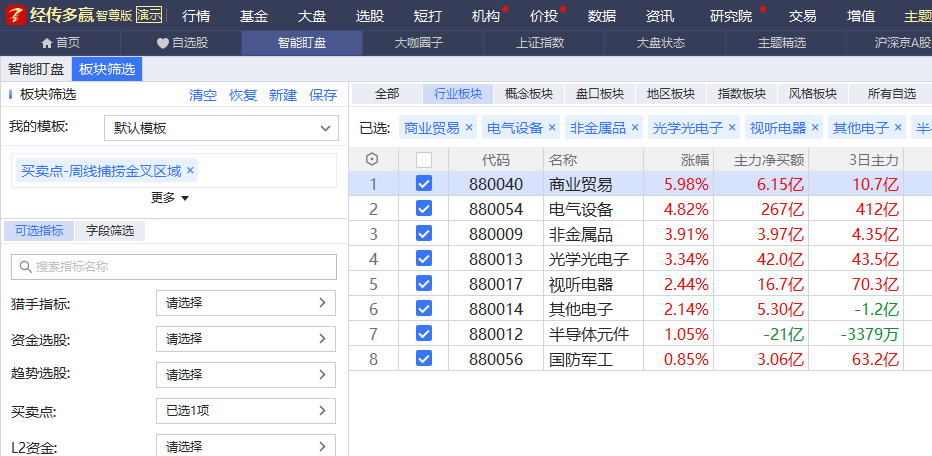 经传多赢 智尊版 演示 行情 基金 大盘 选股 短打 机构 价投 数据 资讯 研究院 交易 增值 主题
首页 自选股 智能盯盘 大咖圈子 上证指数 大盘状态 主题精选 沪深京A股
智能盯盘 板块筛选
板块筛选 清空 恢复 新建 保存
我的模板: 默认模板
买卖点-周线捕捞金叉区域 ×
更多
可选指标 字段筛选
搜索指标名称
猎手指标: 请选择
资金选股: 请选择
趋势选股: 请选择
买卖点: 已选1项
L2资金: 请选择
全部 行业板块 概念板块 盘口板块 地区板块 指数板块 风格板块 所有自选
已选: 商业贸易 × 电气设备 × 非金属品 × 光学光电子 × 视听电器 × 其他电子 × 半
代码 名称 涨幅 主力净买额 3日主力
1 880040 商业贸易 5.98% 6.15亿 10.7亿
2 880054 电气设备 4.82% 267亿 412亿
3 880009 非金属品 3.91% 3.97亿 4.35亿
4 880013 光学光电子 3.34% 42.0亿 43.5亿
5 880017 视听电器 2.44% 16.7亿 70.3亿
6 880014 其他电子 2.14% 5.30亿 -1.2亿
7 880012 半导体元件 1.05% -21亿 -3379万
8 880056 国防军工 0.85% 3.06亿 63.2亿